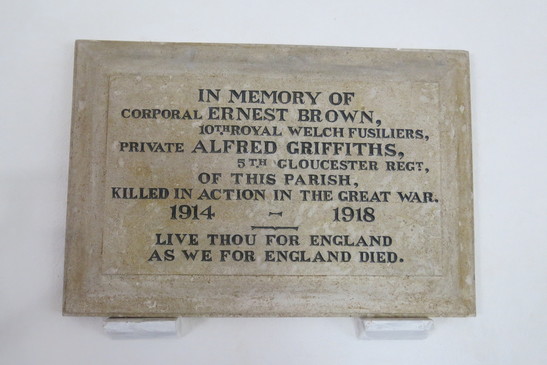 IN MEMORY OF
CORPORAL ERNEST BROWN,
10TH ROYAL WELCH FUSILIERS,
PRIVATE ALFRED GRIFFITHS,
5TH GLOUCESTER REGT,
OF THIS PARISH,
KILLED IN ACTION IN THE GREAT WAR.
1914 - 1918
LIVE THOU FOR ENGLAND
AS WE FOR ENGLAND DIED.